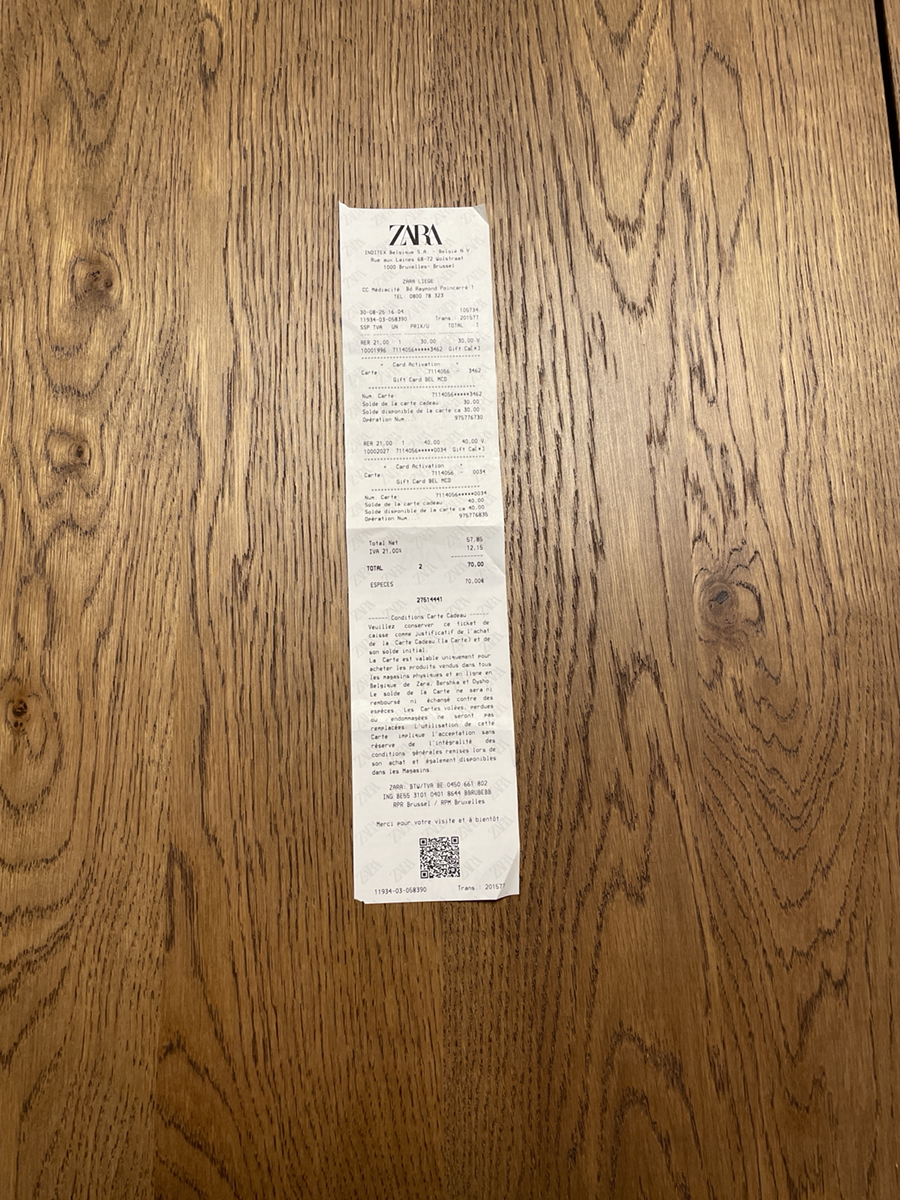 ZARA
INDITEX Belgique S.A. - Belgie N.V
Rue aux Laines 68-72 Wolstraat
1000 Bruxelles- Brussel
ZARA LIEGE
CC Médiacité Bd Raymond Poincarré 7
TEL: 0800 78 323
30-08-25 16:04 105734
11934-03-058390 Trans.: 201577
SSP TVA UN PRIX/U TOTAL T
RER 21,00 1 30.00 30.00 V
10001996 7114056*****3462 Gift Ca[*]
* Card Activation *
Carte 7114056 - 3462
Gift Card BEL MCD
Num. Carte 7114056*****3462
Solde de la carte cadeau 30.00
Solde disponible de la carte ca 30.00
Opération Num. 975776730
RER 21,00 1 40.00 40.00 V
10002027 7114056*****0034 Gift Ca[*]
* Card Activation *
Carte 7114056 - 0034
Gift Card BEL MCD
Num. Carte 7114056*****0034
Solde de la carte cadeau 40.00
Solde disponible de la carte ca 40.00
Opération Num. 975776835
Total Net 57.85
IVA 21.00% 12.15
TOTAL 2 70.00
ESPECES 70.00€
27514441
------Conditions Carte Cadeau ------
Veuillez conserver ce ticket de
caisse comme justificatif de l'achat
de la Carte Cadeau (la Carte) et de
son solde initial.
La Carte est valable uniquement pour
acheter les produits vendus dans tous
les magasins physiques et en ligne en
Belgique de Zara, Bershka et Oysho.
Le solde de la Carte ne sera ni
remboursé ni échangé contre des
espèces. Les Cartes volées, perdues
ou endommagées ne seront pas
remplacées. L'utilisation de cette
Carte implique l'acceptation sans
réserve de l'intégralité des
conditions générales remises lors de
son achat et également disponibles
dans les Magasins.
ZARA: BTW/TVA BE 0450 661 802
ING BE55 3101 0401 8644 BBRUBEBB
RPR Brussel / RPM Bruxelles
Merci pour votre visite et à bientôt
11934-03-058390 Trans.: 201577